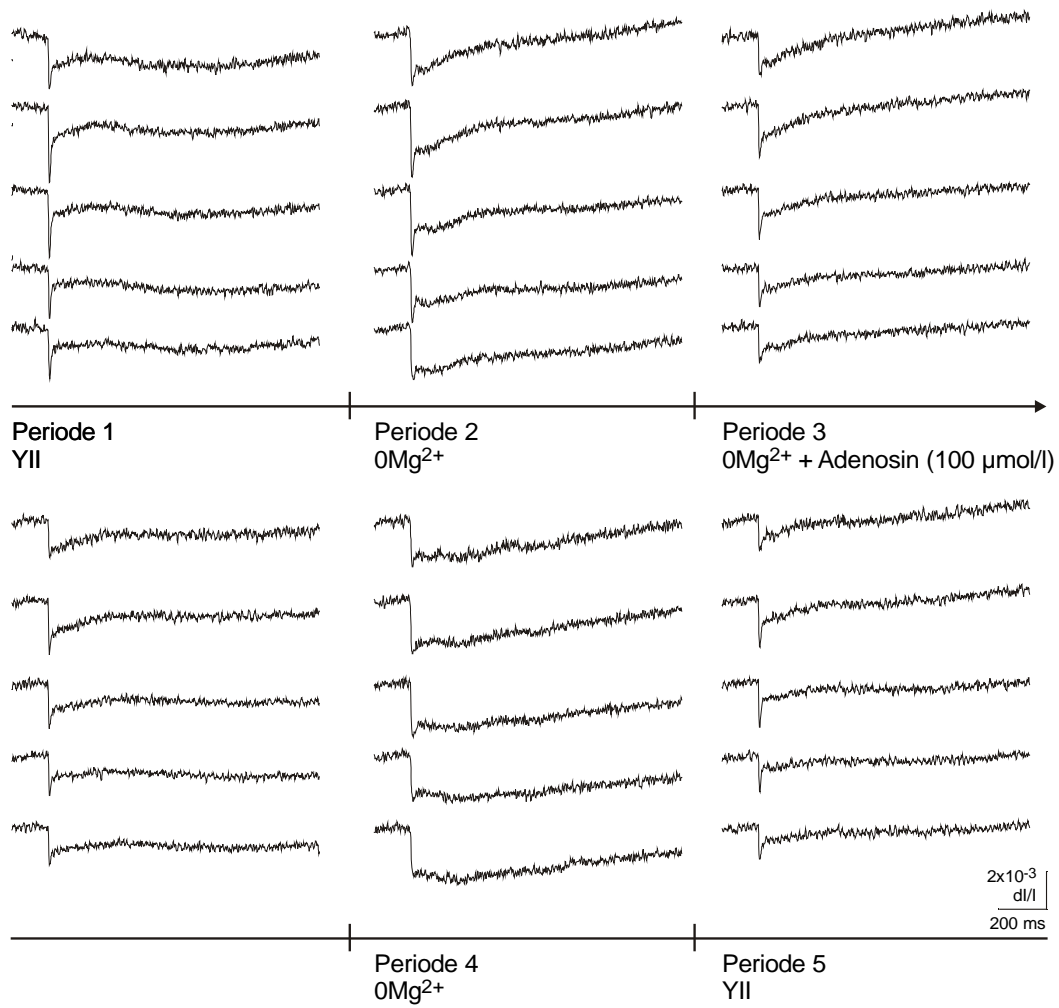 Periode 1
YII
Periode 2
0Mg²⁺
Periode 3
0Mg²⁺ + Adenosin (100 µmol/l)
2x10⁻³
dI/I
200 ms
Periode 4
0Mg²⁺
Periode 5
YII